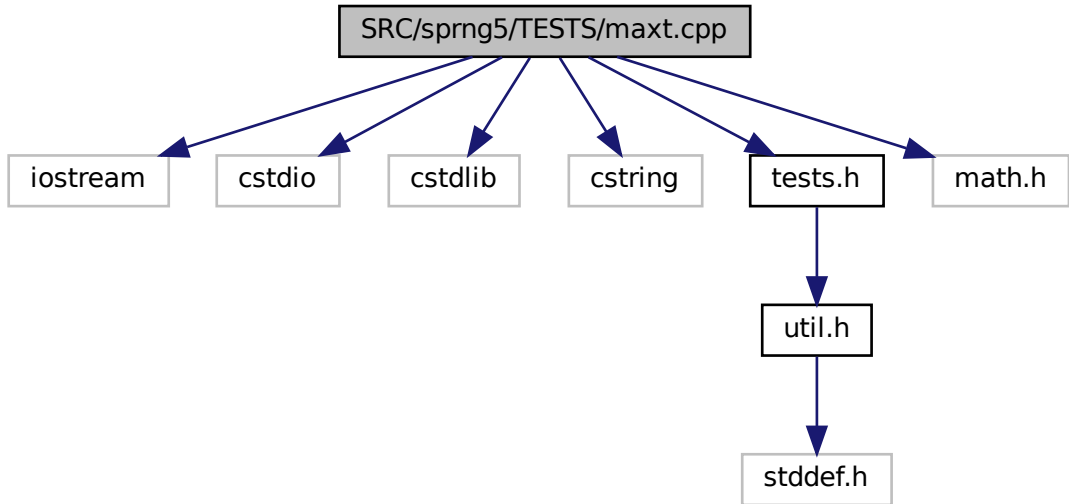 SRC/sprng5/TESTS/maxt.cpp
iostream
cstdio
cstdlib
cstring
tests.h
math.h
util.h
stddef.h